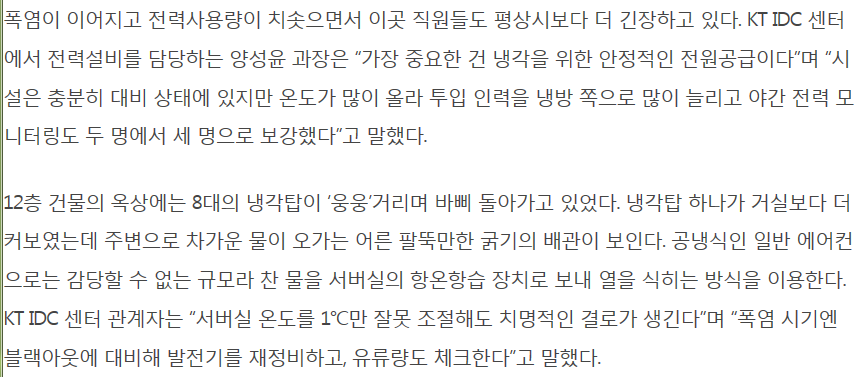 폭염이 이어지고 전력사용량이 치솟으면서 이곳 직원들도 평상시보다 더 긴장하고 있다. KT IDC 센터
에서 전력설비를 담당하는 양성윤 과장은 “가장 중요한 건 냉각을 위한 안정적인 전원공급이다”며 “시
설은 충분히 대비 상태에 있지만 온도가 많이 올라 투입 인력을 냉방 쪽으로 많이 늘리고 야간 전력 모
니터링도 두 명에서 세 명으로 보강했다”고 말했다.
12층 건물의 옥상에는 8대의 냉각탑이 ‘웅웅’거리며 바삐 돌아가고 있었다. 냉각탑 하나가 거실보다 더
커보였는데 주변으로 차가운 물이 오가는 어른 팔뚝만한 굵기의 배관이 보인다. 공냉식인 일반 에어컨
으로는 감당할 수 없는 규모라 찬 물을 서버실의 항온항습 장치로 보내 열을 식히는 방식을 이용한다.
KT IDC 센터 관계자는 “서버실 온도를 1℃만 잘못 조절해도 치명적인 결로가 생긴다”며 “폭염 시기엔
블랙아웃에 대비해 발전기를 재정비하고, 유류량도 체크한다”고 말했다.